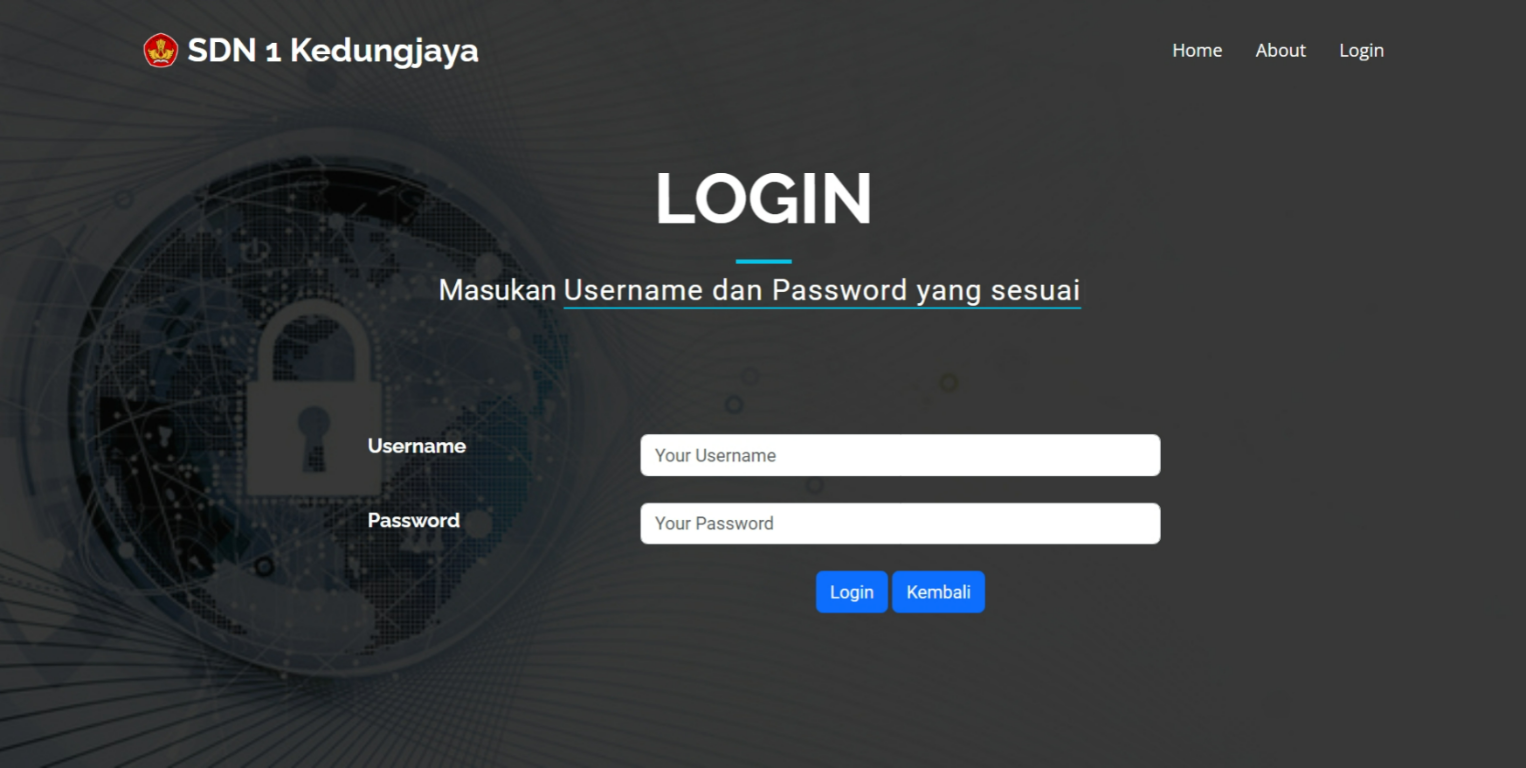 SDN 1 Kedungjaya
Home About Login
LOGIN
Masukan Username dan Password yang sesuai
Username
Your Username
Password
Your Password
Login Kembali